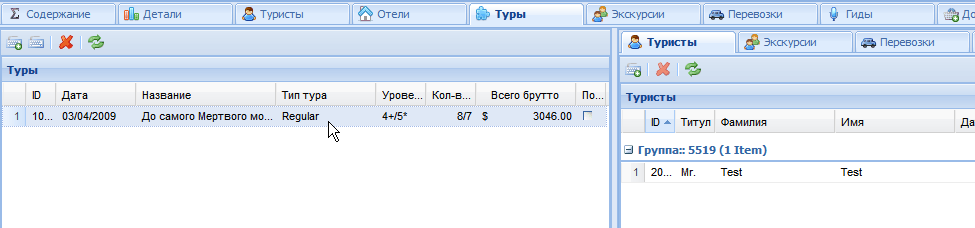 Σ Содержание Детали Туристы Отели Туры Экскурсии Перевозки Гиды До
Туристы Экскурсии Перевозки
Туры
ID Дата Название Тип тура Урове... Кол-в... Всего брутто По...
1 10... 03/04/2009 До самого Мертвого мо... Regular 4+/5* 8/7 $ 3046.00
Туристы
ID Титул Фамилия Имя Да
Группа:: 5519 (1 Item)
1 20... Mr. Test Test